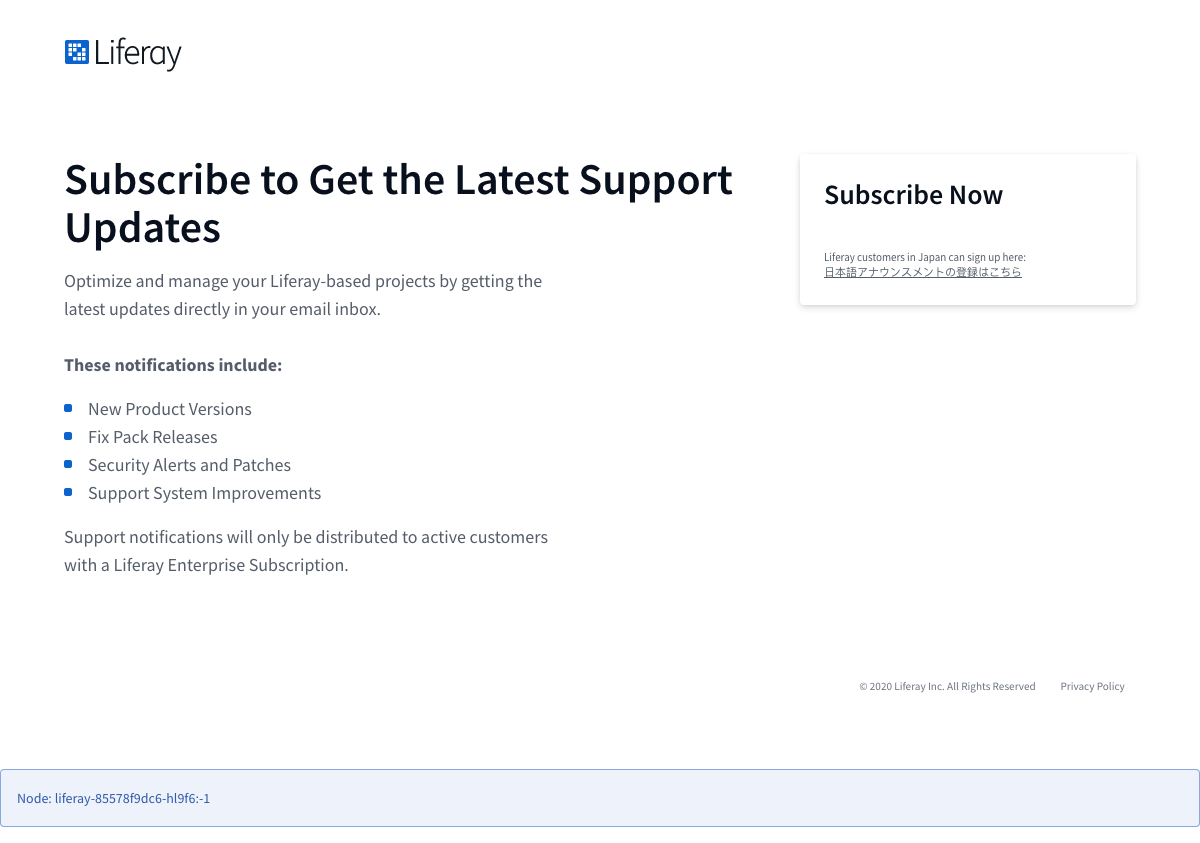 Liferay
Subscribe to Get the Latest Support
Updates
Optimize and manage your Liferay-based projects by getting the
latest updates directly in your email inbox.
These notifications include:
New Product Versions
Fix Pack Releases
Security Alerts and Patches
Support System Improvements
Support notifications will only be distributed to active customers
with a Liferay Enterprise Subscription.
Subscribe Now
Liferay customers in Japan can sign up here:
日本語アナウンスメントの登録はこちら
© 2020 Liferay Inc. All Rights Reserved
Privacy Policy
Node: liferay-85578f9dc6-hl9f6:-1